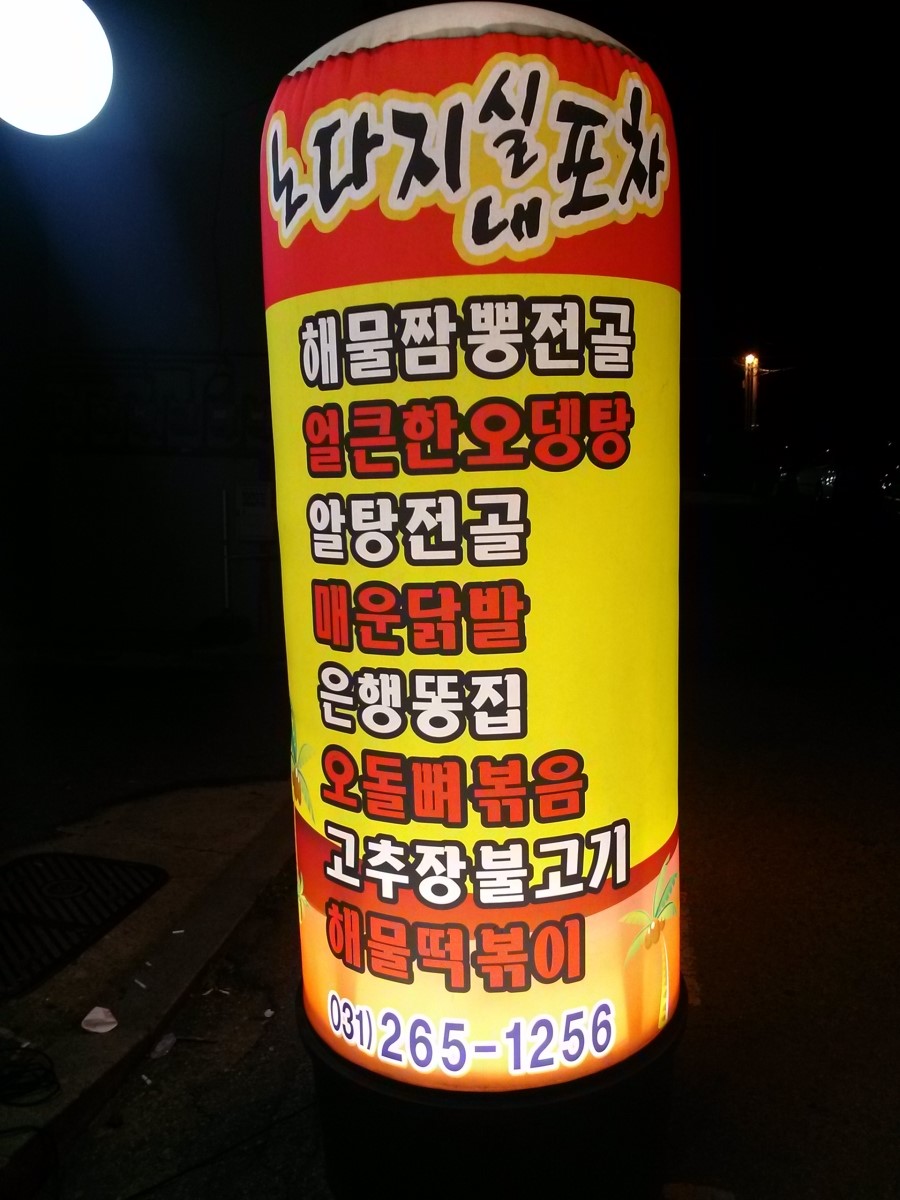 노다지실내포차
해물짬뽕전골
얼큰한오뎅탕
알탕전골
매운닭발
은행똥집
오돌뼈볶음
고추장불고기
해물떡볶이
031)265-1256